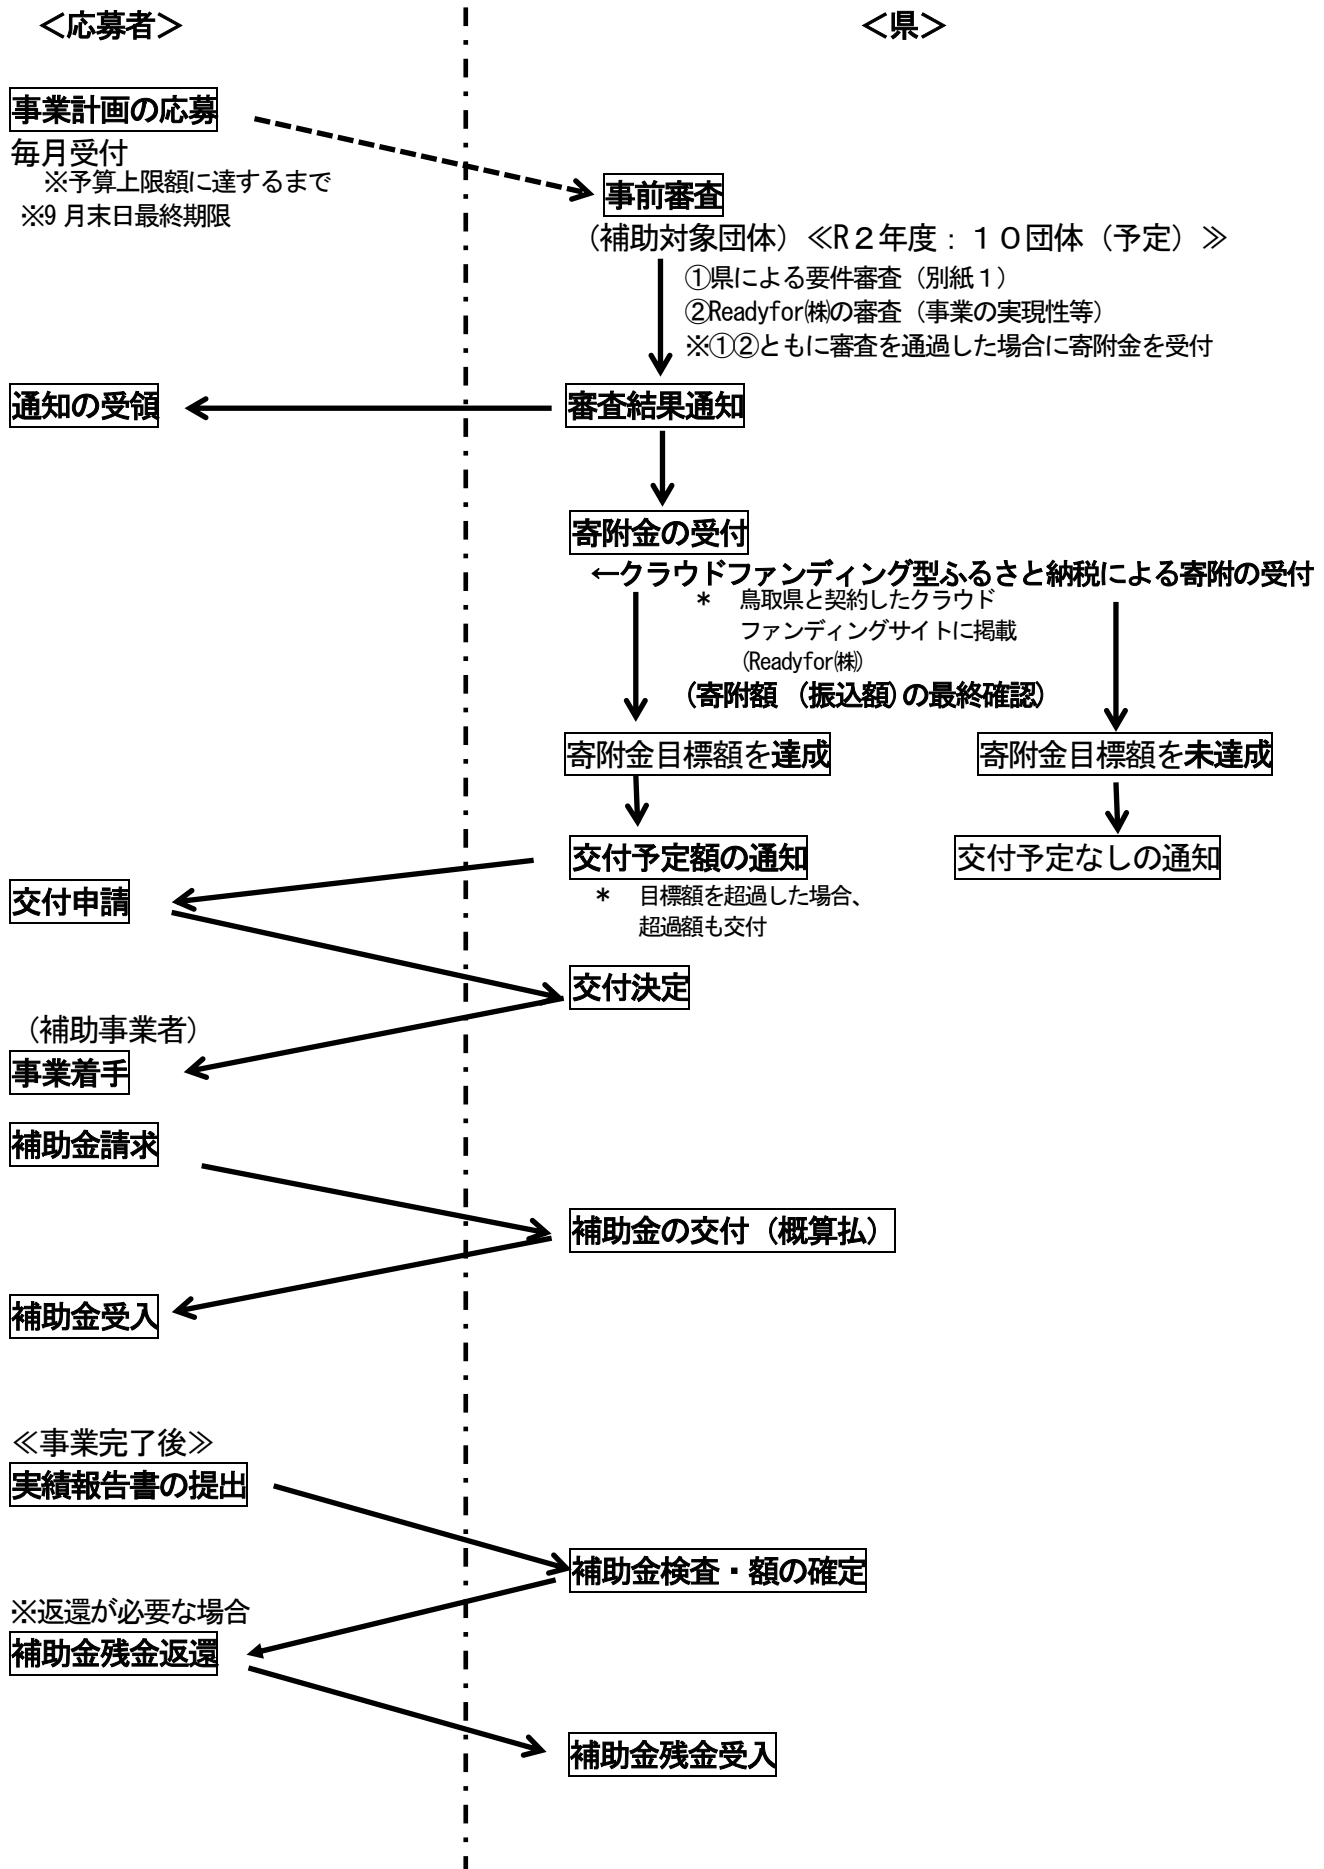 ＜応募者＞
＜県＞
事業計画の応募
毎月受付
※予算上限額に達するまで
※9 月末日最終期限
事前審査
（補助対象団体）≪R２年度：１０団体（予定）≫
①県による要件審査（別紙１）
②Readyfor㈱の審査（事業の実現性等）
※①②ともに審査を通過した場合に寄附金を受付
通知の受領
審査結果通知
寄附金の受付
←クラウドファンディング型ふるさと納税による寄附の受付
＊　鳥取県と契約したクラウド
ファンディングサイトに掲載
（Readyfor㈱）
（寄附額（振込額）の最終確認）
寄附金目標額を達成
寄附金目標額を未達成
交付予定額の通知
交付予定なしの通知
＊　目標額を超過した場合、
超過額も交付
交付申請
交付決定
（補助事業者）
事業着手
補助金請求
補助金の交付（概算払）
補助金受入
≪事業完了後≫
実績報告書の提出
補助金検査・額の確定
※返還が必要な場合
補助金残金返還
補助金残金受入